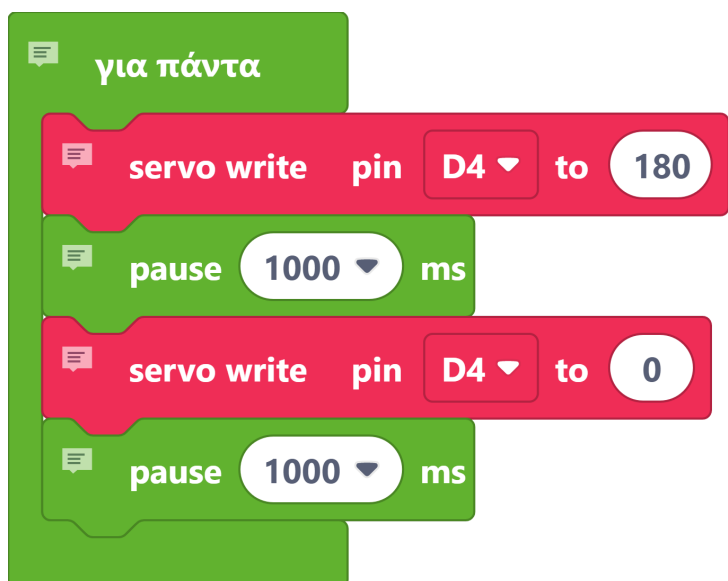 για πάντα
servo write pin D4 to 180
pause 1000 ms
servo write pin D4 to 0
pause 1000 ms